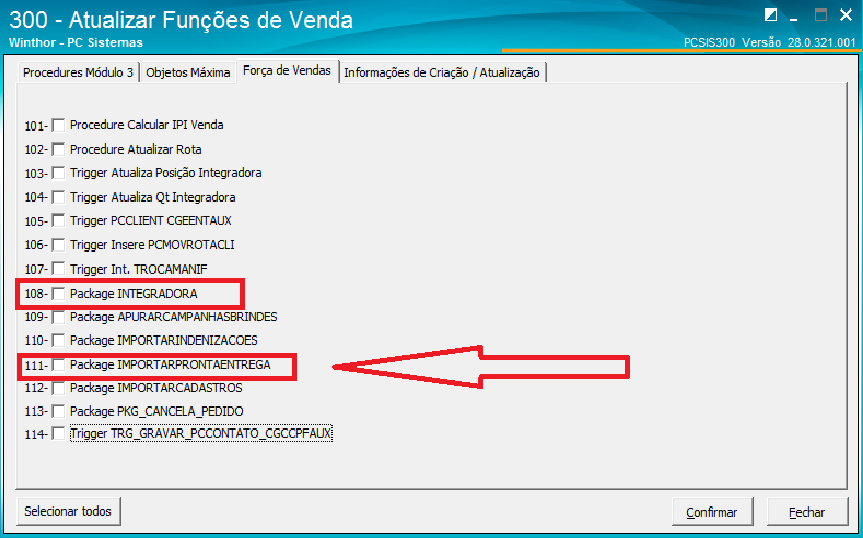 300 - Atualizar Funções de Venda
Winthor - PC Sistemas
PCSIS300 Versão 28.0.321.001
Procedures Módulo 3 Objetos Máxima Força de Vendas Informações de Criação / Atualização
101- Procedure Calcular IPI Venda
102- Procedure Atualizar Rota
103- Trigger Atualiza Posição Integradora
104- Trigger Atualiza Qt Integradora
105- Trigger PCCLIENT CGEENTAUX
106- Trigger Insere PCMOVROTACLI
107- Trigger Int. TROCAMANIF
108- Package INTEGRADORA
109- Package APURARCAMPANHASBRINDES
110- Package IMPORTARINDENIZACOES
111- Package IMPORTARPRONTAENTREGA
112- Package IMPORTARCADASTROS
113- Package PKG_CANCELA_PEDIDO
114- Trigger TRG_GRAVAR_PCCONTATO_CGCCPFAUX
Selecionar todos Confirmar Fechar